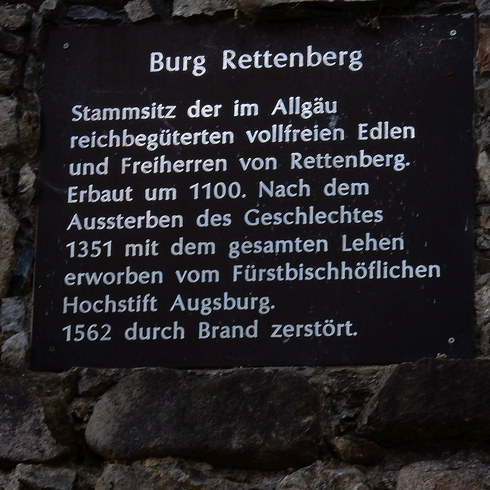 Burg Rettenberg
Stammsitz der im Allgäu
reichbegüterten vollfreien Edlen
und Freiherren von Rettenberg.
Erbaut um 1100. Nach dem
Aussterben des Geschlechtes
1351 mit dem gesamten Lehen
erworben vom Fürstbischhöflichen
Hochstift Augsburg.
1562 durch Brand zerstört.